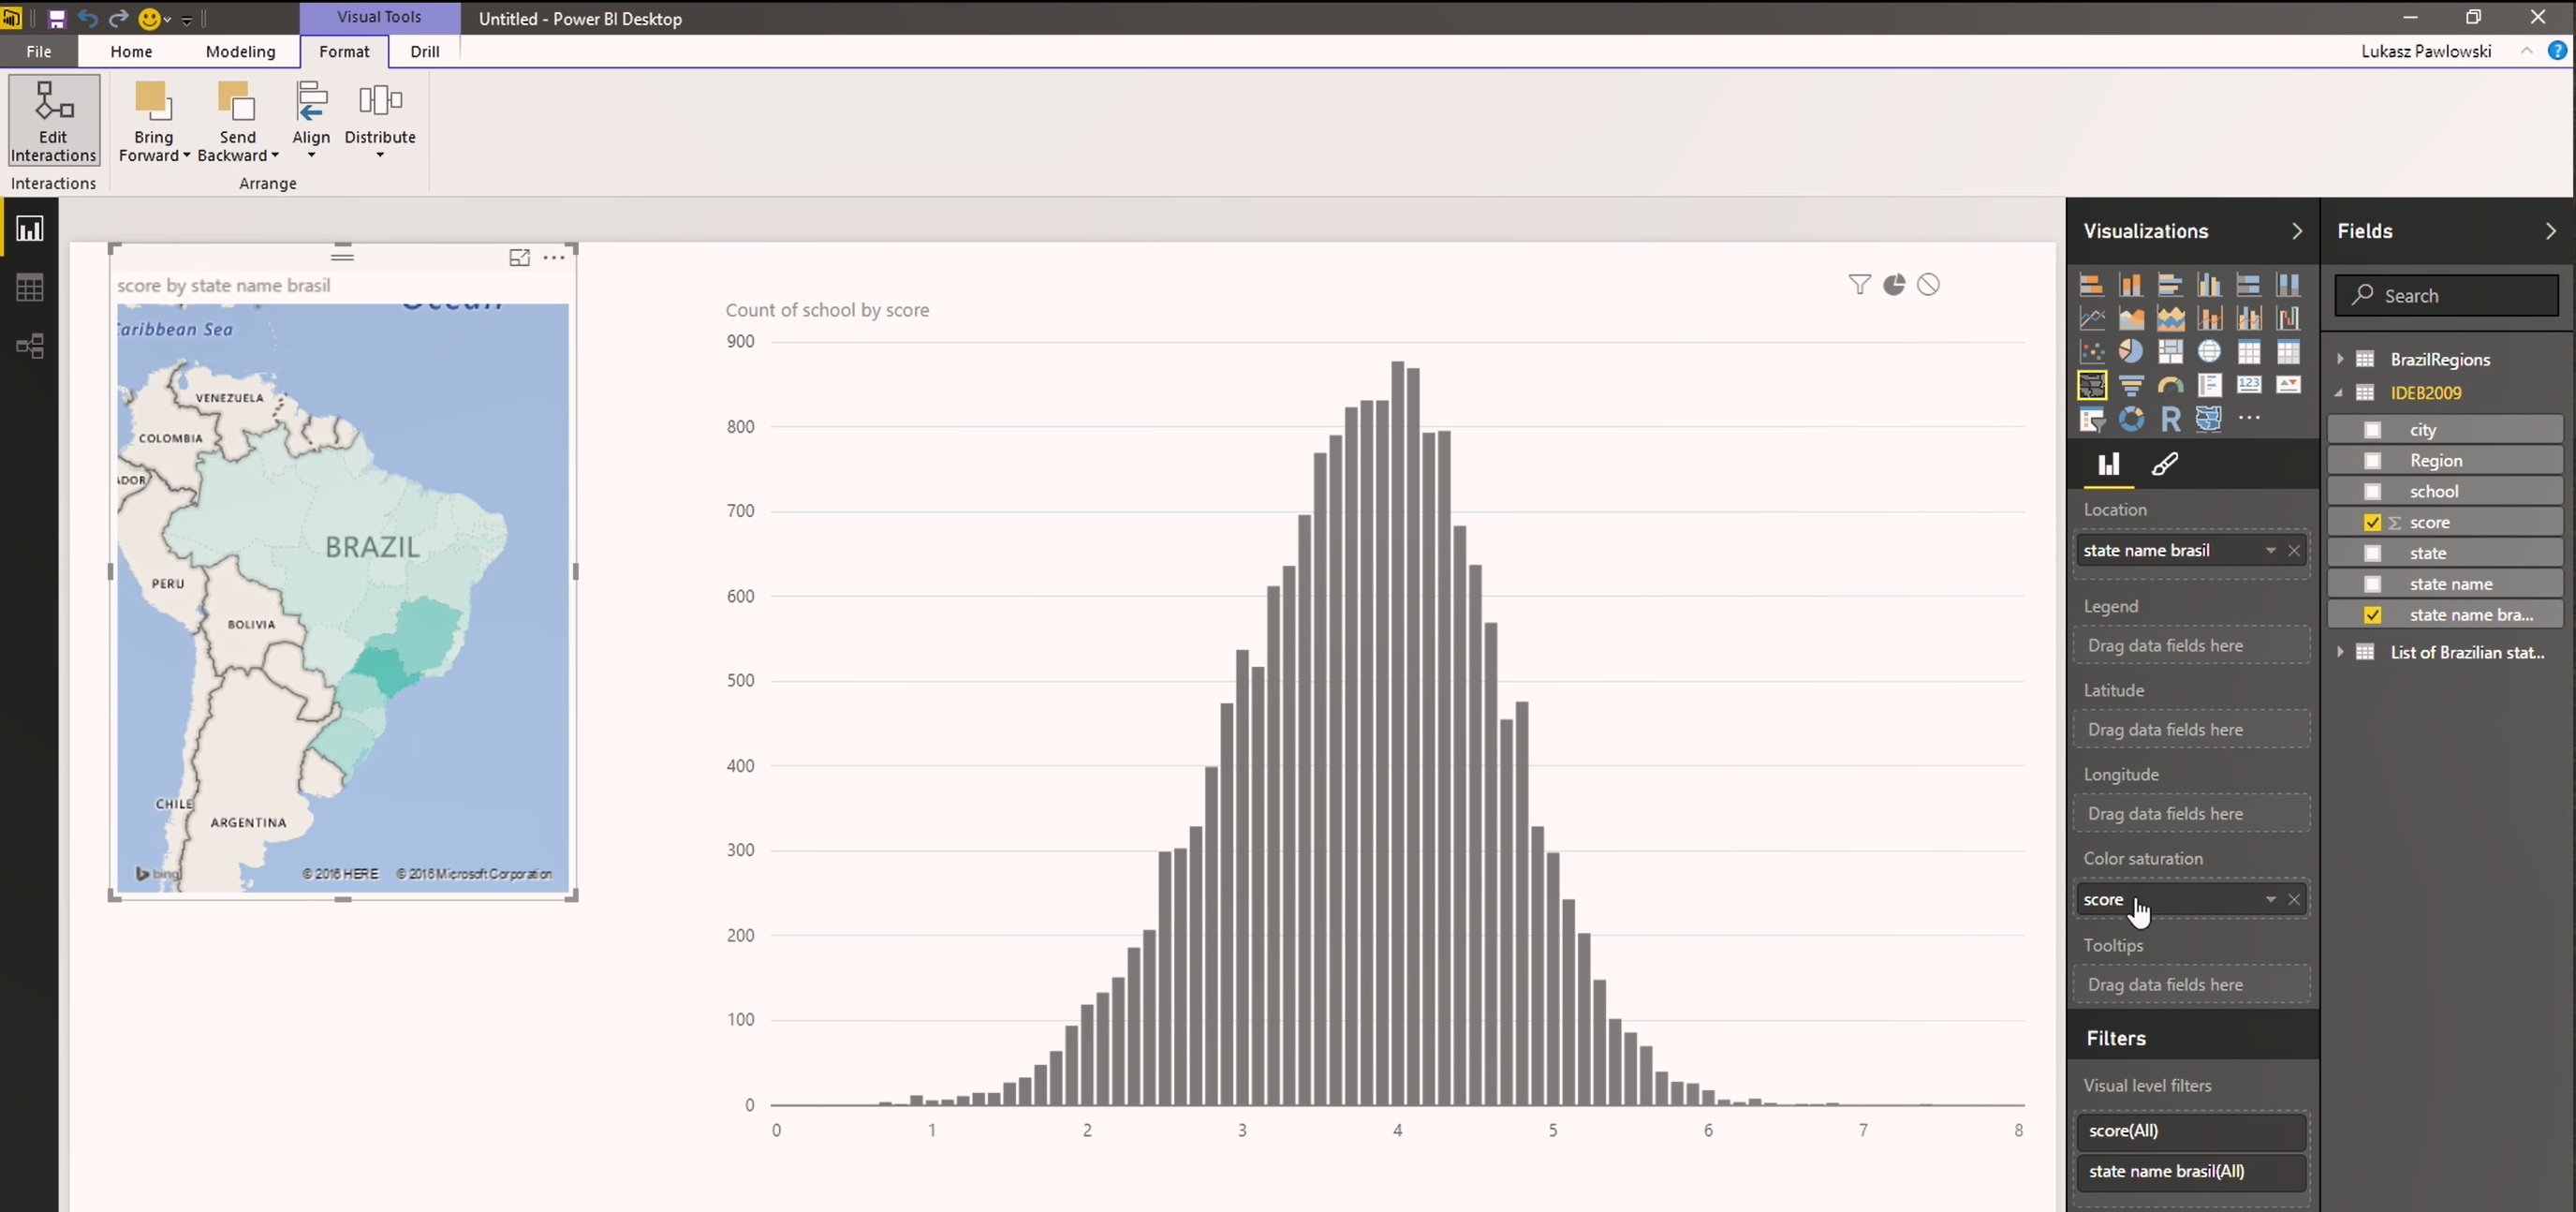 Visual Tools
Untitled - Power BI Desktop
File
Home
Modeling
Format
Drill
Lukasz Pawlowski
?
Edit
Interactions
Bring
Forward
Send
Backward
Align
Distribute
Interactions
Arrange
score by state name brasil
Ocean
Caribbean Sea
VENEZUELA
COLOMBIA
ADOR
BRAZIL
PERU
BOLIVIA
CHILE
ARGENTINA
bing
© 2016 HERE
© 2016 Microsoft Corporation
Count of school by score
900
800
700
600
500
400
300
200
100
0
0
1
2
3
4
5
6
7
8
Visualizations
123
R
Location
state name brasil
Legend
Drag data fields here
Latitude
Drag data fields here
Longitude
Drag data fields here
Color saturation
score
Tooltips
Drag data fields here
Filters
Visual level filters
score(All)
state name brasil(All)
Fields
Search
BrazilRegions
IDEB2009
city
Region
school
Σ score
state
state name
state name bra...
List of Brazilian stat...